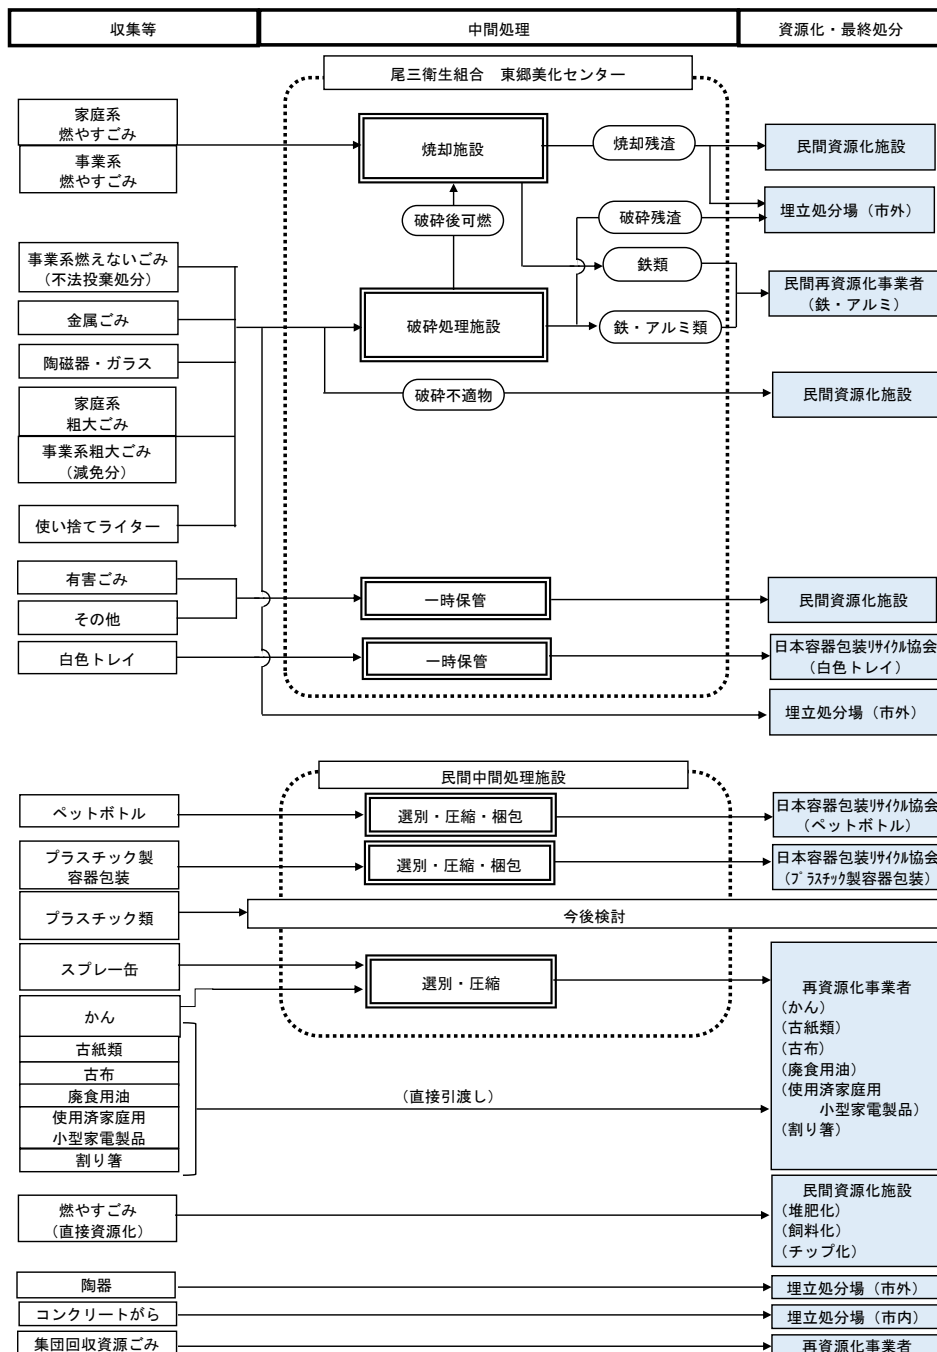 収集等
中間処理
資源化・最終処分
尾三衛生組合　東郷美化センター
家庭系
燃やすごみ
事業系
燃やすごみ
焼却施設
焼却残渣
民間資源化施設
破砕後可燃
破砕残渣
埋立処分場（市外）
事業系燃えないごみ
（不法投棄処分）
鉄類
民間再資源化事業者
（鉄・アルミ）
金属ごみ
破砕処理施設
鉄・アルミ類
陶磁器・ガラス
家庭系
粗大ごみ
破砕不適物
民間資源化施設
事業系粗大ごみ
（減免分）
使い捨てライター
有害ごみ
その他
一時保管
民間資源化施設
白色トレイ
一時保管
日本容器包装ﾘｻｲｸﾙ協会
（白色トレイ）
埋立処分場（市外）
民間中間処理施設
ペットボトル
選別・圧縮・梱包
日本容器包装ﾘｻｲｸﾙ協会
（ペットボトル）
プラスチック製
容器包装
選別・圧縮・梱包
日本容器包装ﾘｻｲｸﾙ協会
（ﾌﾟﾗｽﾁｯｸ製容器包装）
プラスチック類
今後検討
スプレー缶
選別・圧縮
かん
古紙類
古布
廃食用油
使用済家庭用
小型家電製品
割り箸
（直接引渡し）
再資源化事業者
（かん）
（古紙類）
（古布）
（廃食用油）
（使用済家庭用
小型家電製品）
（割り箸）
燃やすごみ
（直接資源化）
民間資源化施設
（堆肥化）
（飼料化）
（チップ化）
陶器
埋立処分場（市外）
コンクリートがら
埋立処分場（市内）
集団回収資源ごみ
再資源化事業者